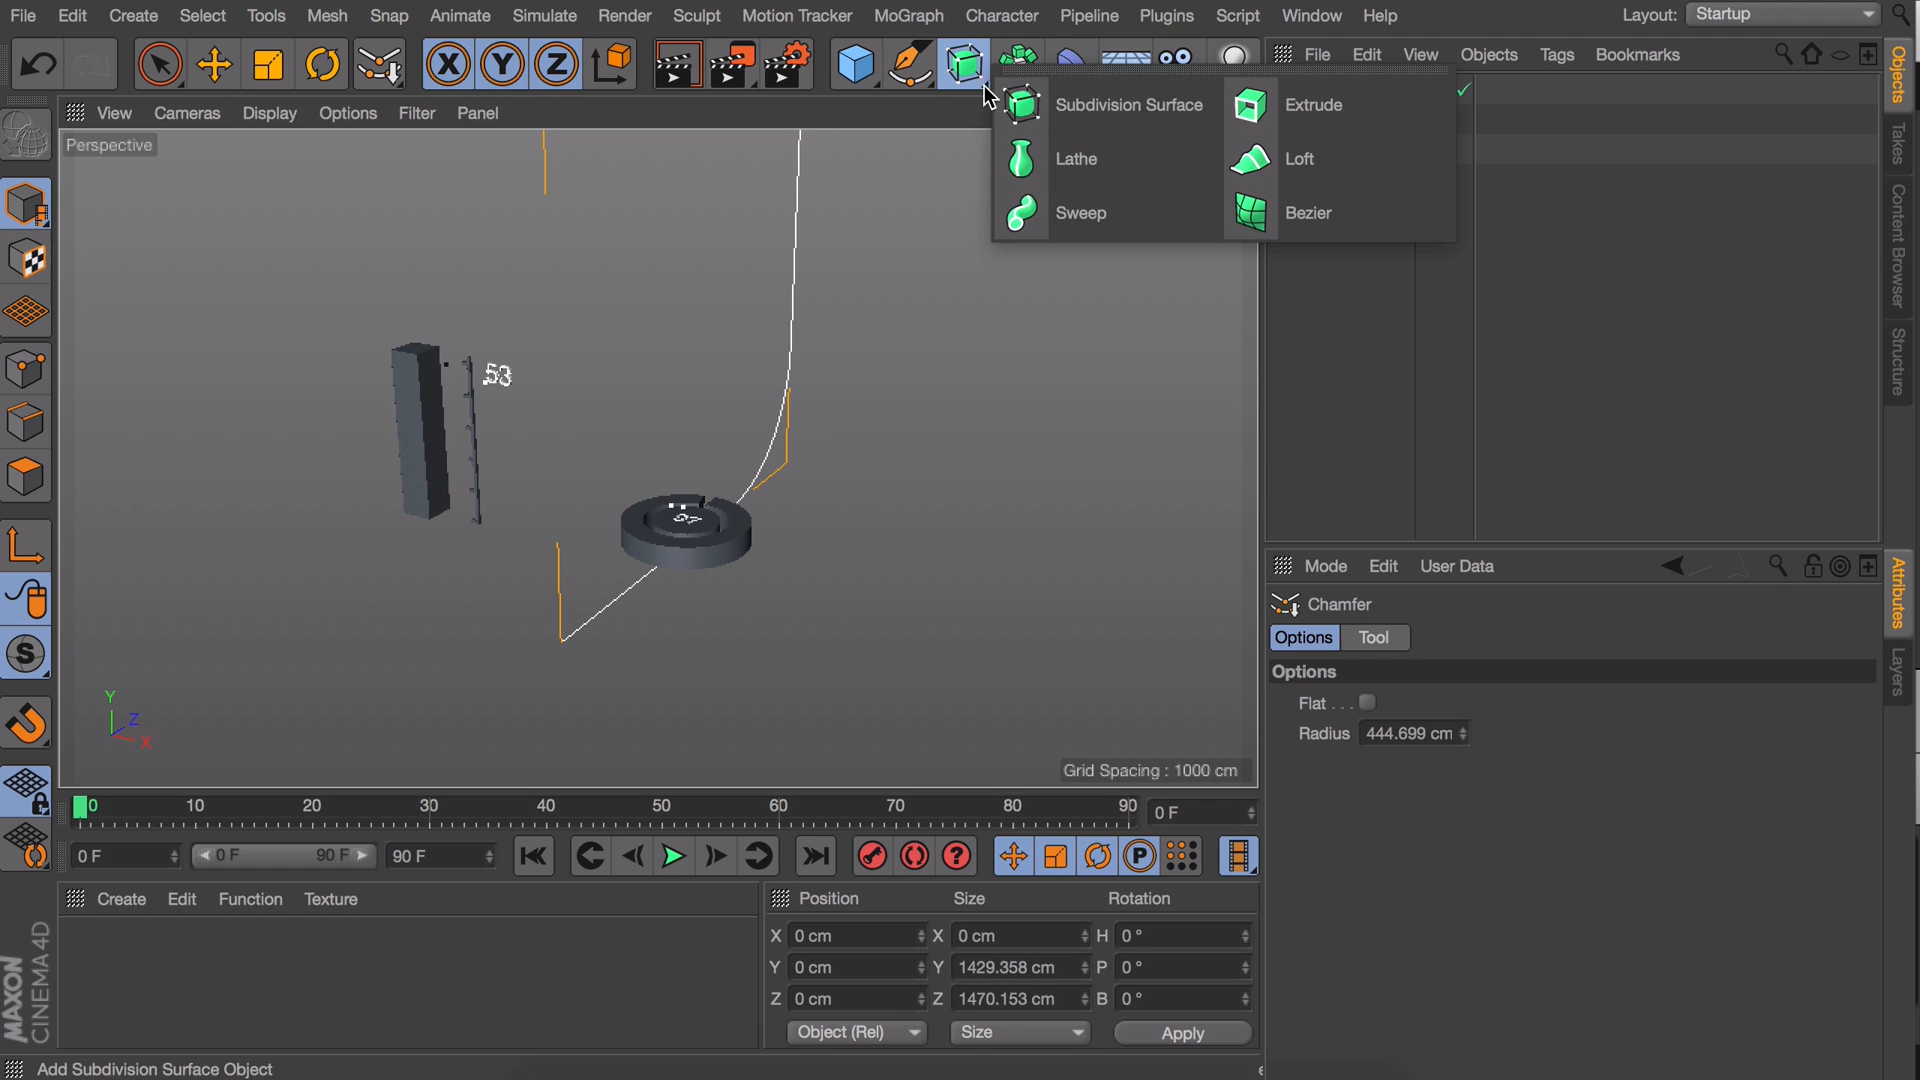 File Edit Create Select Tools Mesh Snap Animate Simulate Render Sculpt Motion Tracker MoGraph Character Pipeline Plugins Script Window Help Layout: Startup
File Edit View Objects Tags Bookmarks
View Cameras Display Options Filter Panel
Perspective
Subdivision Surface Extrude
Lathe Loft
Sweep Bezier
Objects
Takes
Content Browser
Structure
X Y Z
S
Y
Z
X
Grid Spacing : 1000 cm
Mode Edit User Data
Chamfer
Options Tool
Options
Flat . . .
Radius 444.699 cm
Attributes
Layers
0 10 20 30 40 50 60 70 80 90 0 F
0 F 0 F 90 F 90 F
? P
Create Edit Function Texture
Position Size Rotation
X 0 cm X 0 cm H 0 °
Y 0 cm Y 1429.358 cm P 0 °
Z 0 cm Z 1470.153 cm B 0 °
Object (Rel) Size Apply
MAXON
CINEMA 4D
Add Subdivision Surface Object